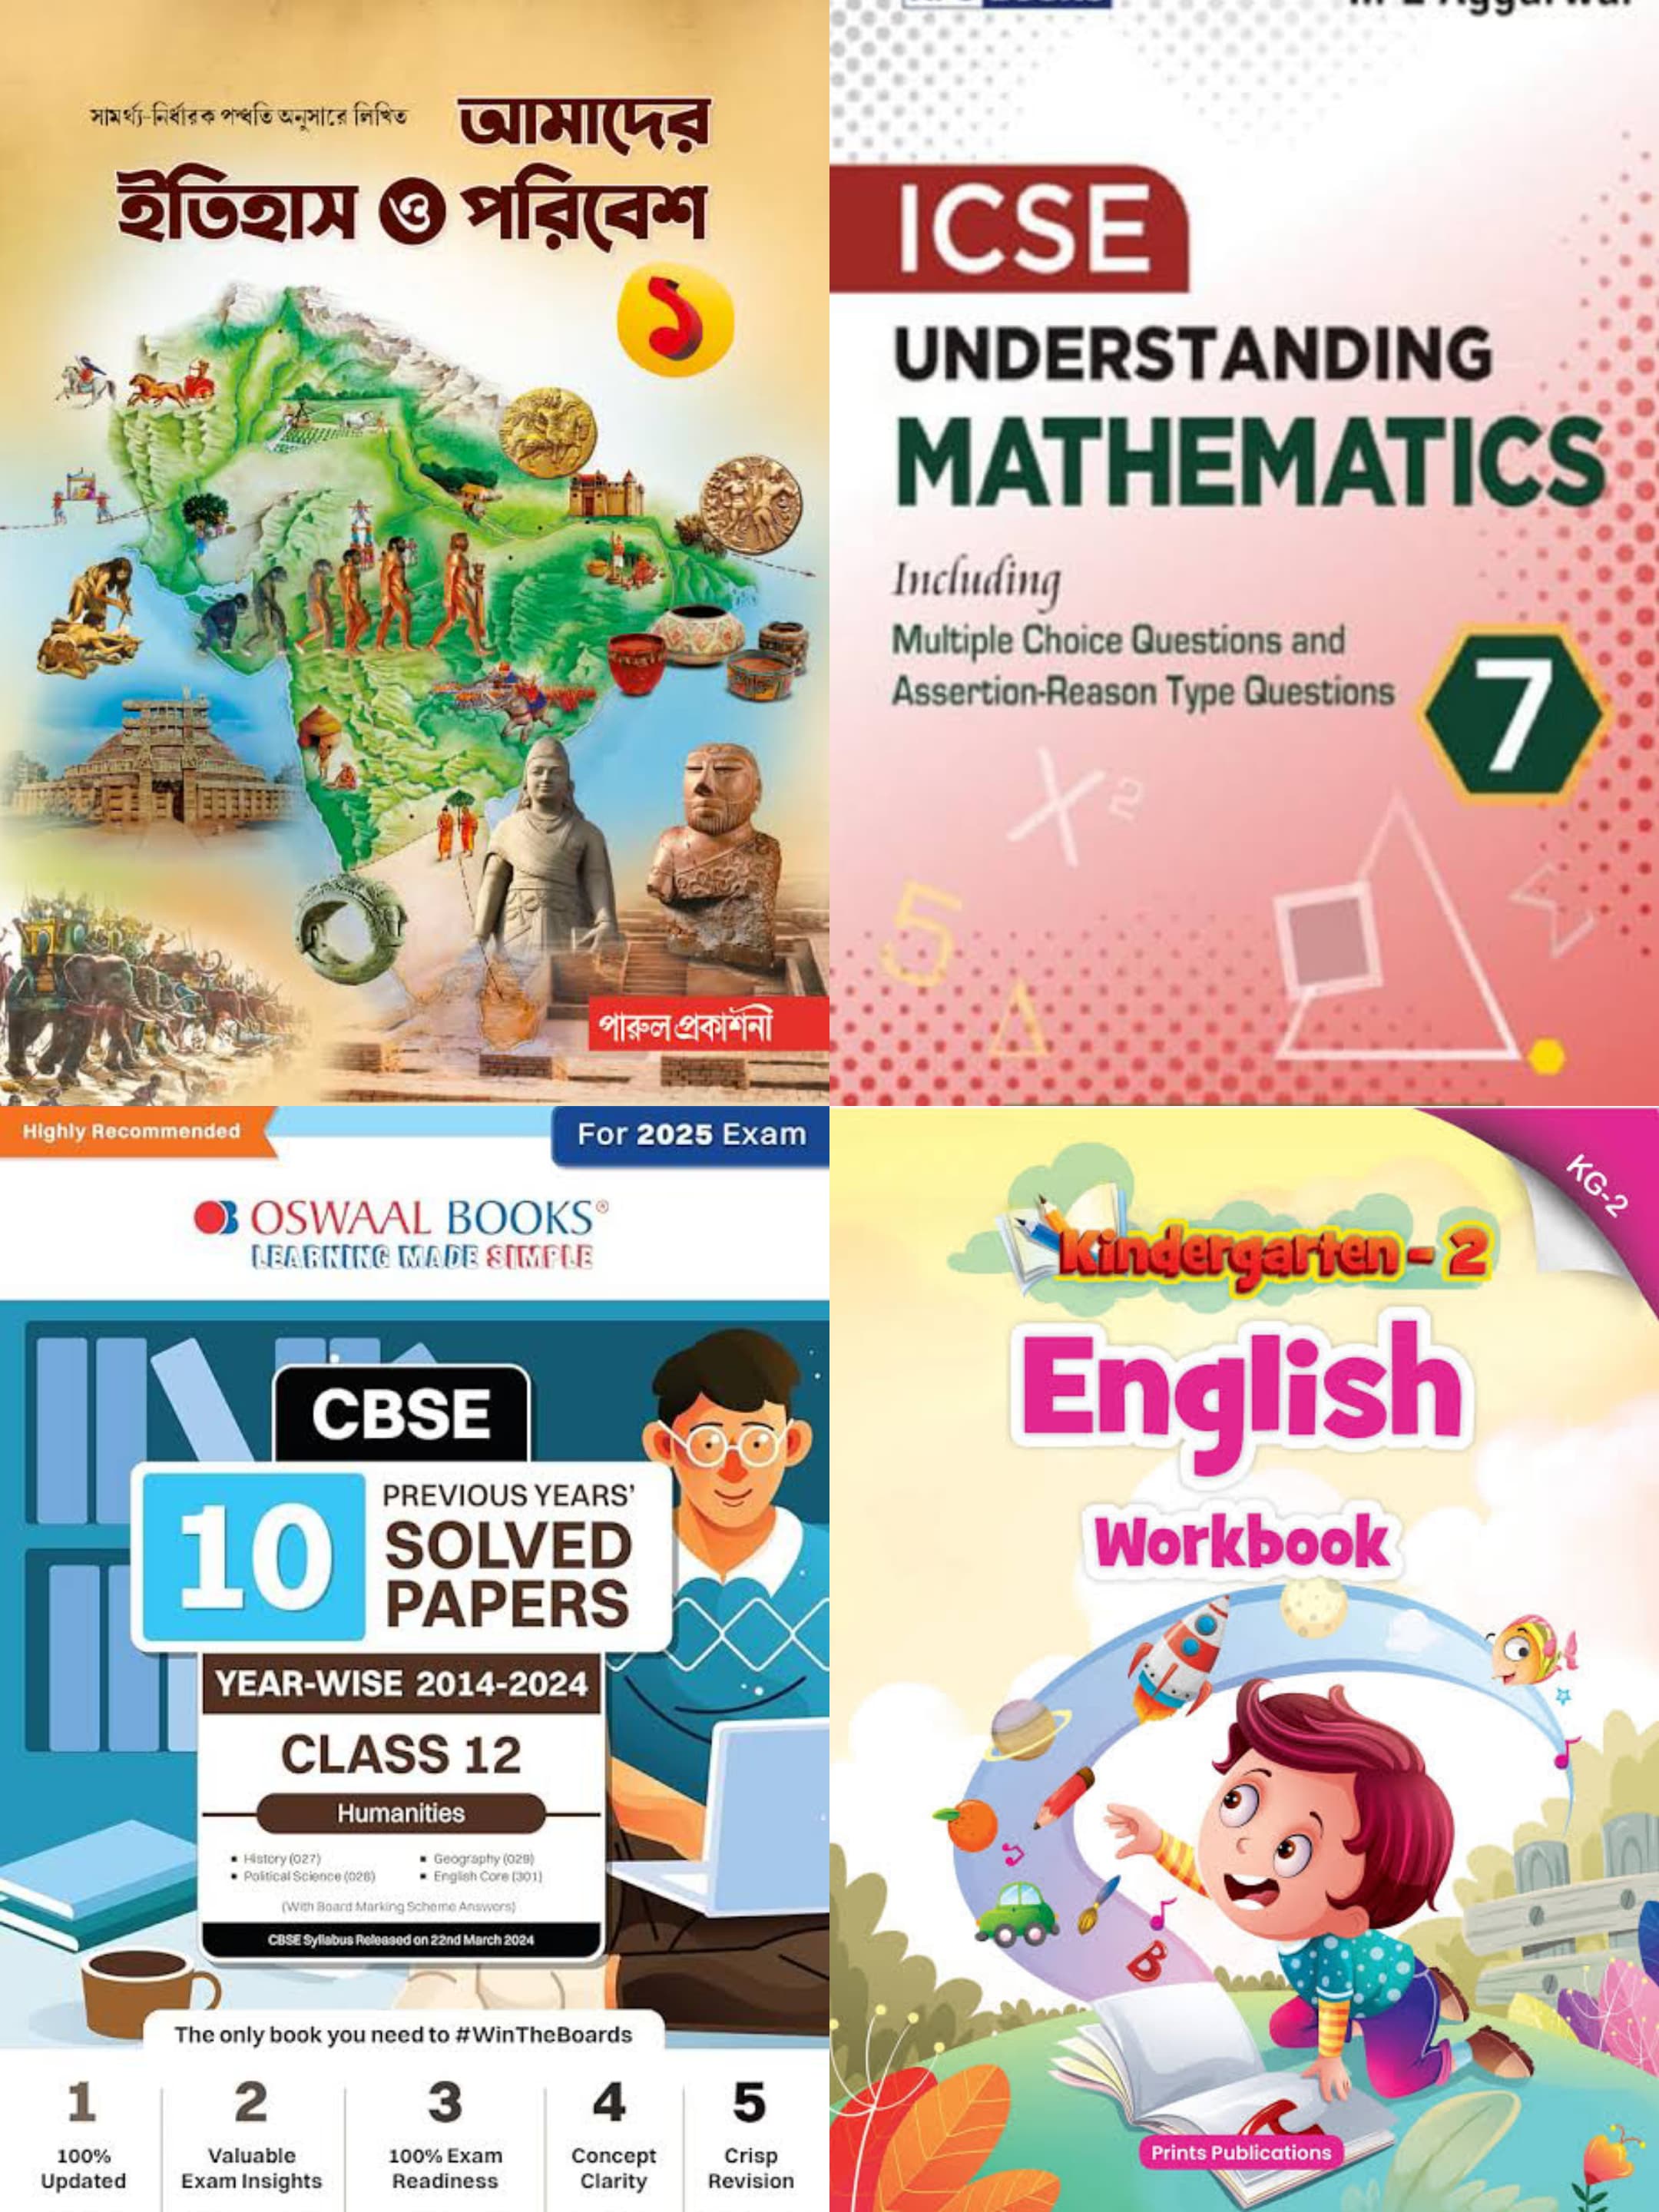 সামর্থ্য-নির্ধারক পদ্ধতি অনুসারে লিখিত
আমাদের
ইতিহাস ও পরিবেশ
১
পারুল প্রকাশনী
ICSE
UNDERSTANDING
MATHEMATICS
Including
Multiple Choice Questions and
Assertion-Reason Type Questions
7
X²
5
Δ
Σ
Highly Recommended
For 2025 Exam
OSWAAL BOOKS®
LEARNING MADE SIMPLE
CBSE
10
PREVIOUS YEARS'
SOLVED
PAPERS
YEAR-WISE 2014-2024
CLASS 12
Humanities
▪ History (027)
▪ Geography (029)
▪ Political Science (028)
▪ English Core (301)
(With Board Marking Scheme Answers)
CBSE Syllabus Released on 22nd March 2024
The only book you need to #WinTheBoards
1
100%
Updated
2
Valuable
Exam Insights
3
100% Exam
Readiness
4
Concept
Clarity
5
Crisp
Revision
KG-2
Kindergarten - 2
English
Workbook
B
C
Prints Publications